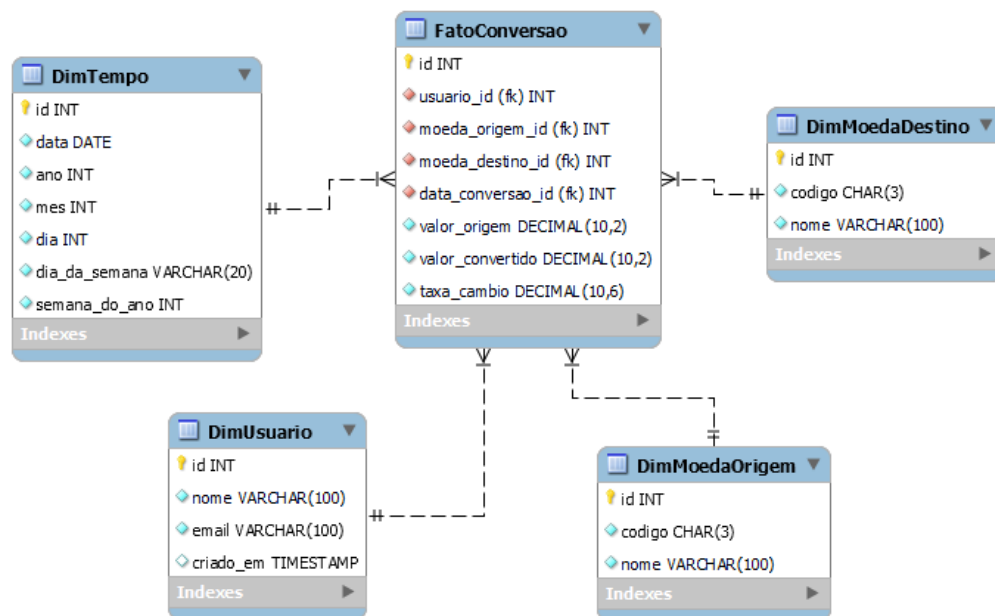 DimTempo
id INT
data DATE
ano INT
mes INT
dia INT
dia_da_semana VARCHAR(20)
semana_do_ano INT
Indexes
FatoConversao
id INT
usuario_id (fk) INT
moeda_origem_id (fk) INT
moeda_destino_id (fk) INT
data_conversao_id (fk) INT
valor_origem DECIMAL(10,2)
valor_convertido DECIMAL(10,2)
taxa_cambio DECIMAL(10,6)
Indexes
DimMoedaDestino
id INT
codigo CHAR(3)
nome VARCHAR(100)
Indexes
DimUsuario
id INT
nome VARCHAR(100)
email VARCHAR(100)
criado_em TIMESTAMP
Indexes
DimMoedaOrigem
id INT
codigo CHAR(3)
nome VARCHAR(100)
Indexes